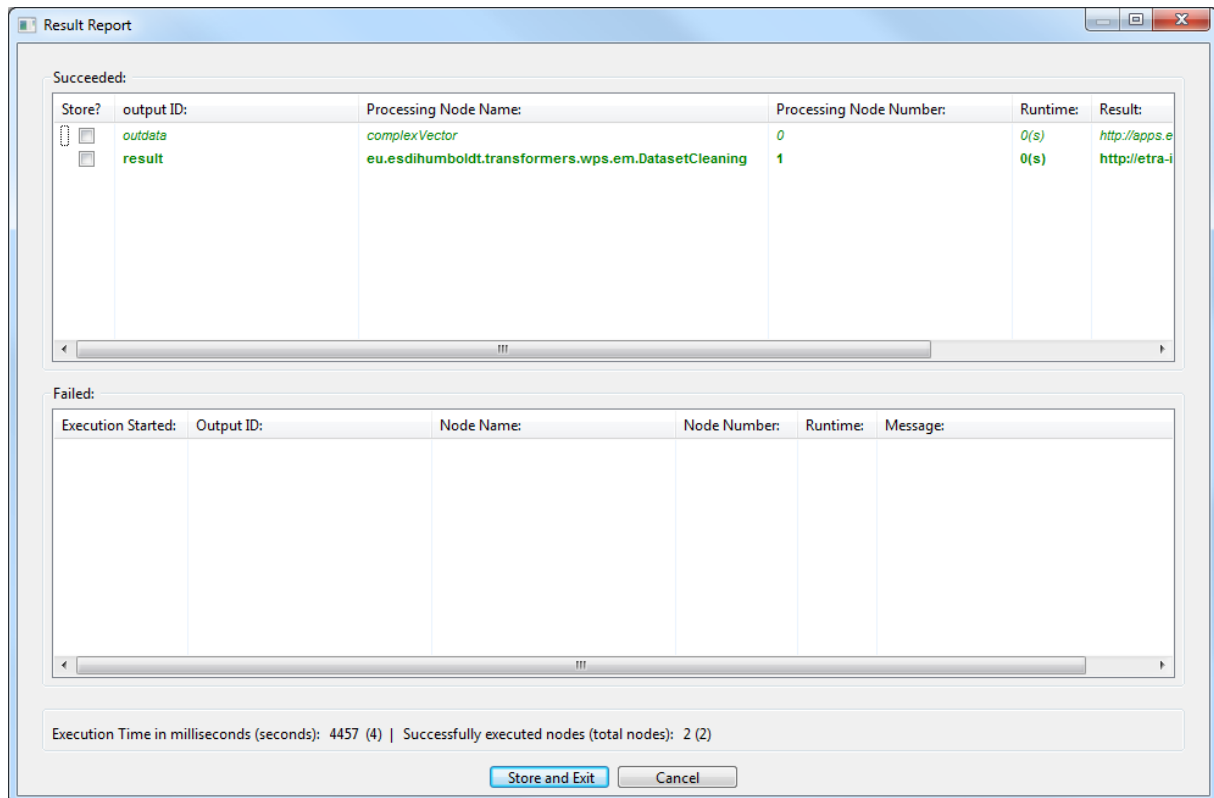 Result Report
Succeeded:
Store? output ID: Processing Node Name: Processing Node Number: Runtime: Result:
outdata complexVector 0 0(s) http://apps.e
result eu.esdihumboldt.transformers.wps.em.DatasetCleaning 1 0(s) http://etra-i
Failed:
Execution Started: Output ID: Node Name: Node Number: Runtime: Message:
Execution Time in milliseconds (seconds): 4457 (4) | Successfully executed nodes (total nodes): 2 (2)
Store and Exit Cancel